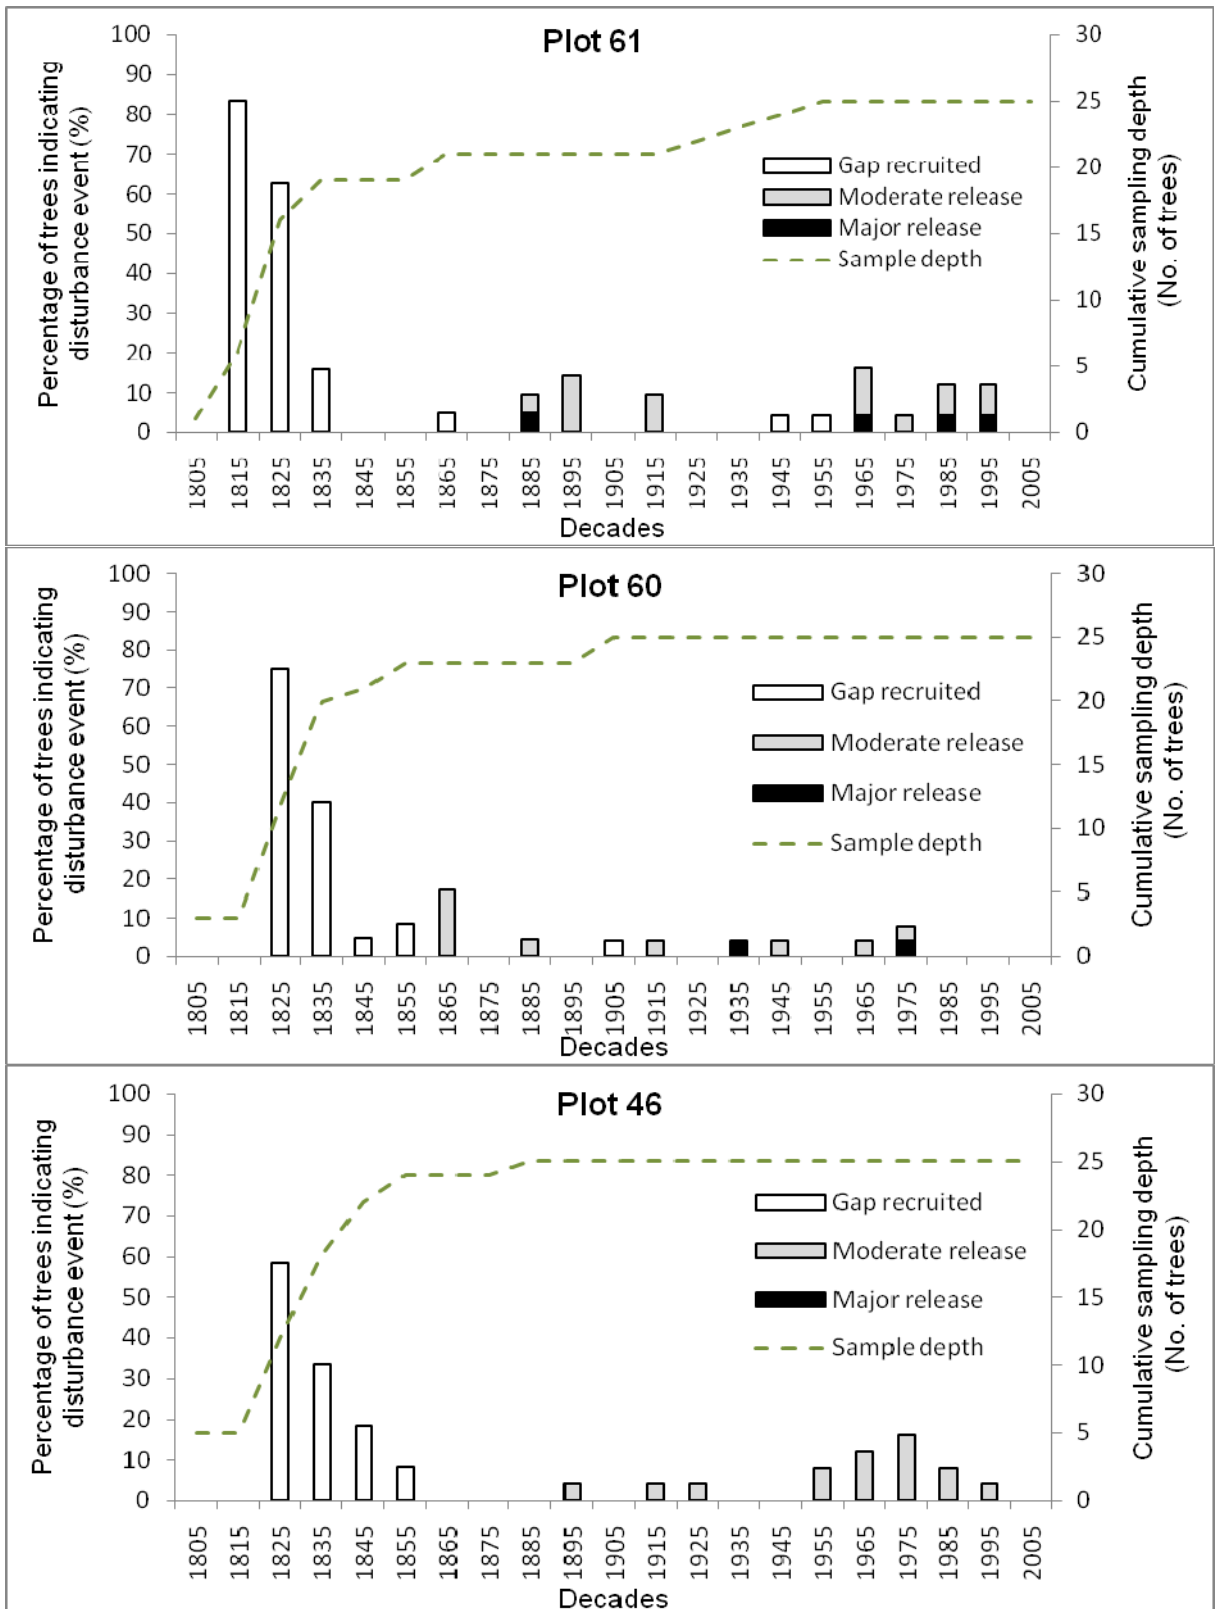 Plot 61
Percentage of trees indicating
disturbance event (%)
100
90
80
70
60
50
40
30
20
10
0
30
25
20
15
10
5
0
Cumulative sampling depth
(No. of trees)
Gap recruited
Moderate release
Major release
Sample depth
1805 1815 1825 1835 1845 1855 1865 1875 1885 1895 1905 1915 1925 1935 1945 1955 1965 1975 1985 1995 2005
Decades
Plot 60
Percentage of trees indicating
disturbance event (%)
100
90
80
70
60
50
40
30
20
10
0
30
25
20
15
10
5
0
Cumulative sampling depth
(No. of trees)
Gap recruited
Moderate release
Major release
Sample depth
1805 1815 1825 1835 1845 1855 1865 1875 1885 1895 1905 1915 1925 1935 1945 1955 1965 1975 1985 1995 2005
Decades
Plot 46
Percentage of trees indicating
disturbance event (%)
100
90
80
70
60
50
40
30
20
10
0
30
25
20
15
10
5
0
Cumulative sampling depth
(No. of trees)
Gap recruited
Moderate release
Major release
Sample depth
1805 1815 1825 1835 1845 1855 1865 1875 1885 1895 1905 1915 1925 1935 1945 1955 1965 1975 1985 1995 2005
Decades